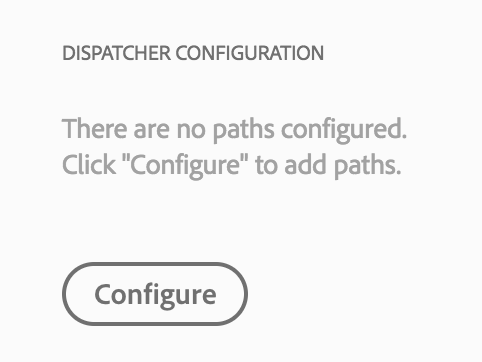 DISPATCHER CONFIGURATION
There are no paths configured.
Click "Configure" to add paths.
Configure